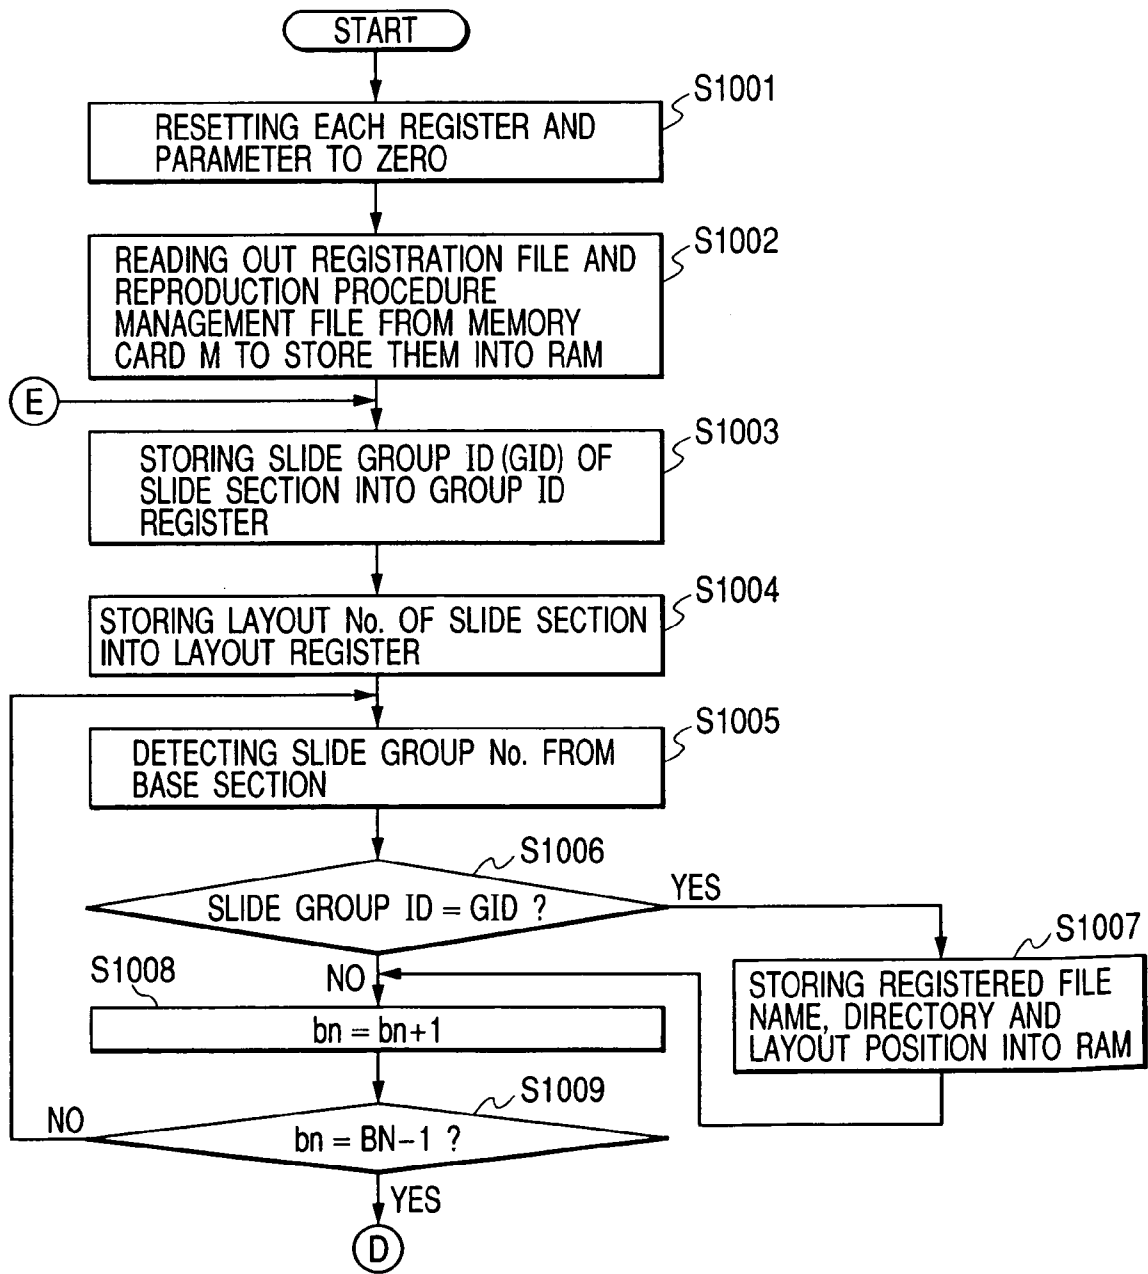 START
S1001
RESETTING EACH REGISTER AND
PARAMETER TO ZERO
S1002
READING OUT REGISTRATION FILE AND
REPRODUCTION PROCEDURE
MANAGEMENT FILE FROM MEMORY
CARD M TO STORE THEM INTO RAM
E
S1003
STORING SLIDE GROUP ID (GID) OF
SLIDE SECTION INTO GROUP ID
REGISTER
S1004
STORING LAYOUT No. OF SLIDE SECTION
INTO LAYOUT REGISTER
S1005
DETECTING SLIDE GROUP No. FROM
BASE SECTION
S1006
SLIDE GROUP ID = GID ?
YES
S1007
STORING REGISTERED FILE
NAME, DIRECTORY AND
LAYOUT POSITION INTO RAM
NO
S1008
bn = bn+1
S1009
NO
bn = BN−1 ?
YES
D